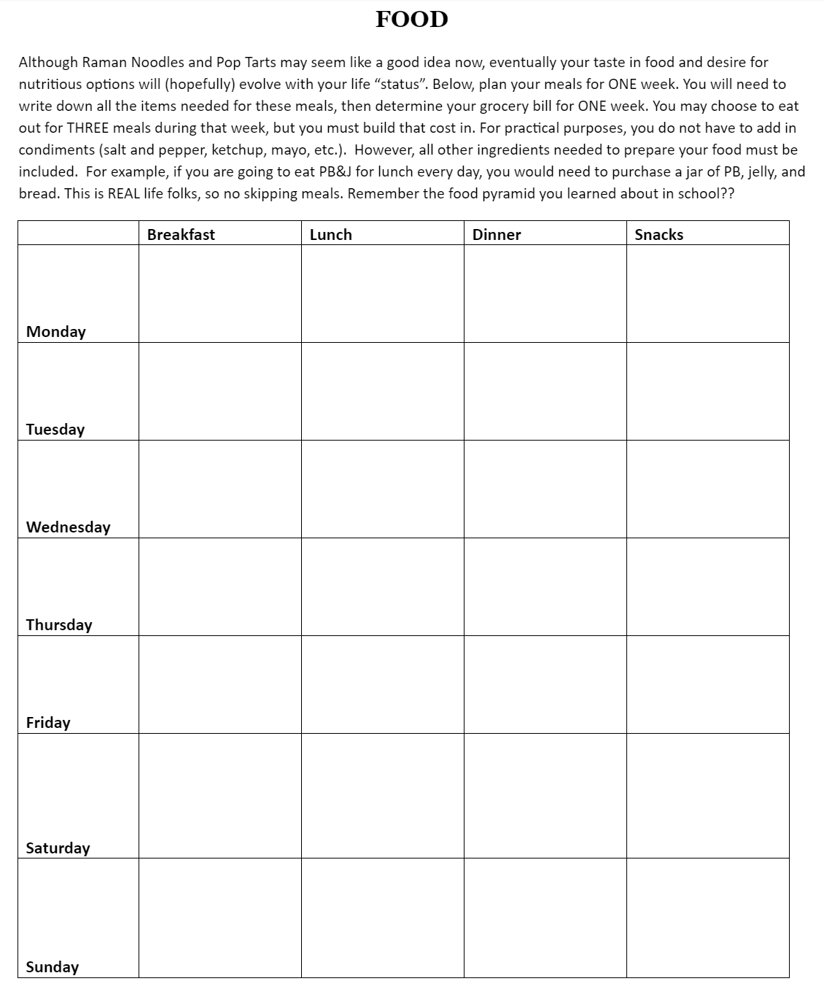 FOOD
Although Raman Noodles and Pop Tarts may seem like a good idea now, eventually your taste in food and desire for
nutritious options will (hopefully) evolve with your life “status”. Below, plan your meals for ONE week. You will need to
write down all the items needed for these meals, then determine your grocery bill for ONE week. You may choose to eat
out for THREE meals during that week, but you must build that cost in. For practical purposes, you do not have to add in
condiments (salt and pepper, ketchup, mayo, etc.).  However, all other ingredients needed to prepare your food must be
included.  For example, if you are going to eat PB&J for lunch every day, you would need to purchase a jar of PB, jelly, and
bread. This is REAL life folks, so no skipping meals. Remember the food pyramid you learned about in school??
Breakfast Lunch Dinner Snacks
Monday
Tuesday
Wednesday
Thursday
Friday
Saturday
Sunday